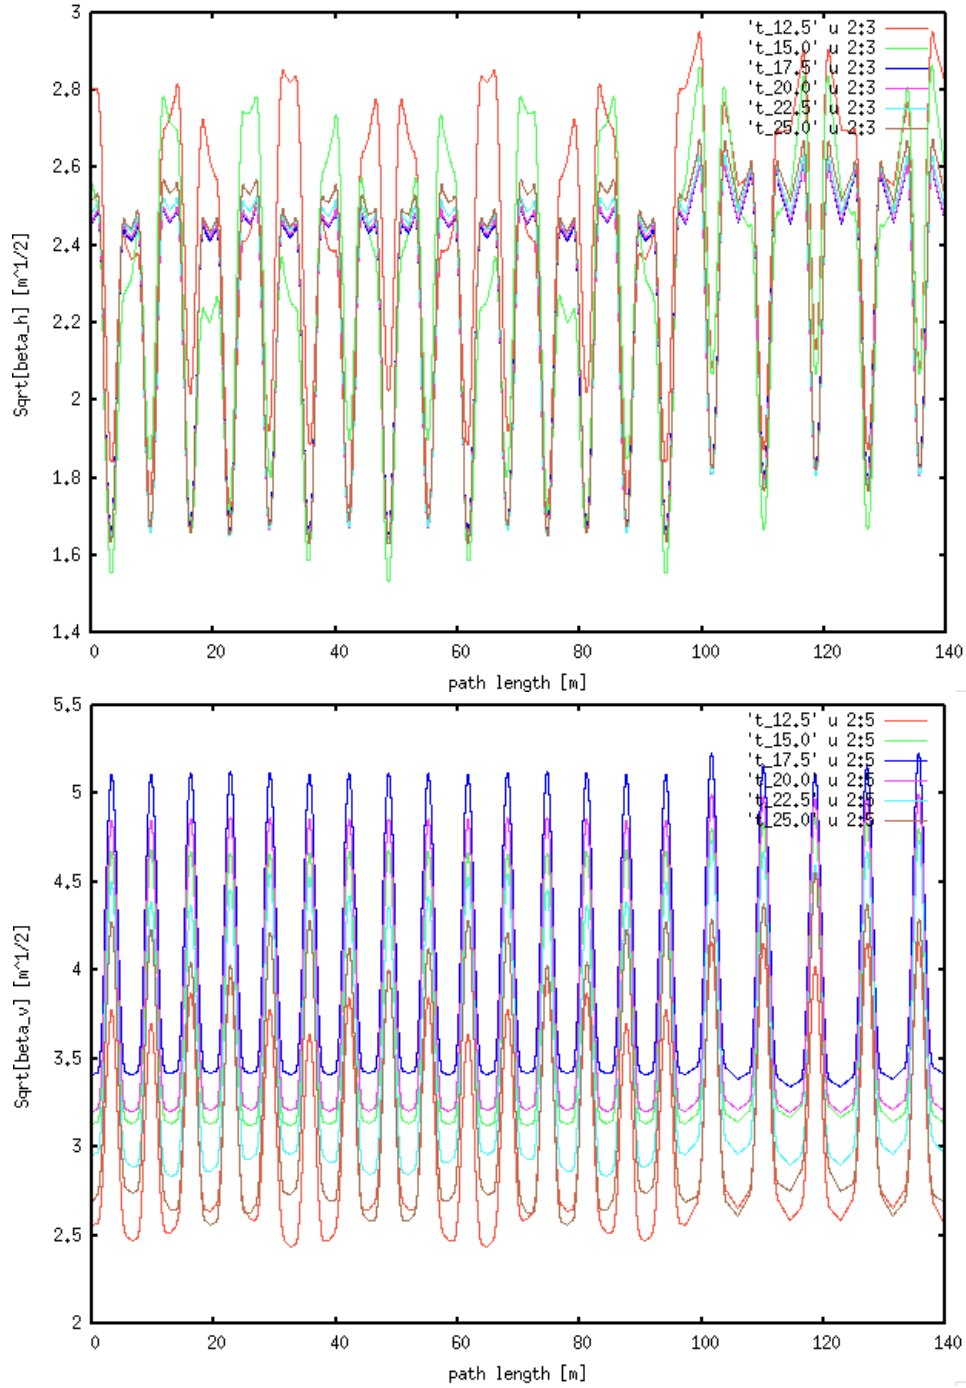 3
't_12.5' u 2:3
't_15.0' u 2:3
't_17.5' u 2:3
't_20.0' u 2:3
't_22.5' u 2:3
't_25.0' u 2:3
2.8
2.6
2.4
2.2
2
1.8
1.6
1.4
Sqrt[beta_h] [m^1/2]
0 20 40 60 80 100 120 140
path length [m]
5.5
't_12.5' u 2:5
't_15.0' u 2:5
't_17.5' u 2:5
't_20.0' u 2:5
't_22.5' u 2:5
't_25.0' u 2:5
5
4.5
4
3.5
3
2.5
2
Sqrt[beta_v] [m^1/2]
0 20 40 60 80 100 120 140
path length [m]